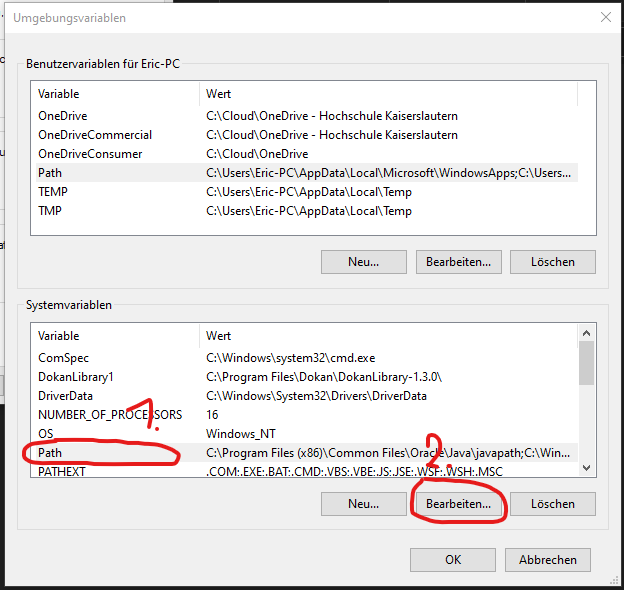 Umgebungsvariablen
Benutzervariablen für Eric-PC
Variable Wert
OneDrive C:\Cloud\OneDrive - Hochschule Kaiserslautern
OneDriveCommercial C:\Cloud\OneDrive - Hochschule Kaiserslautern
OneDriveConsumer C:\Cloud\OneDrive
Path C:\Users\Eric-PC\AppData\Local\Microsoft\WindowsApps;C:\Users...
TEMP C:\Users\Eric-PC\AppData\Local\Temp
TMP C:\Users\Eric-PC\AppData\Local\Temp
Neu... Bearbeiten... Löschen
Systemvariablen
Variable Wert
ComSpec C:\Windows\system32\cmd.exe
DokanLibrary1 C:\Program Files\Dokan\DokanLibrary-1.3.0\
DriverData C:\Windows\System32\Drivers\DriverData
1.
NUMBER_OF_PROCESSORS 16
OS Windows_NT
2.
Path C:\Program Files (x86)\Common Files\Oracle\Java\javapath;C:\Win...
PATHEXT .COM;.EXE;.BAT;.CMD;.VBS;.VBE;.JS;.JSE;.WSF;.WSH;.MSC
Neu... Bearbeiten... Löschen
OK Abbrechen